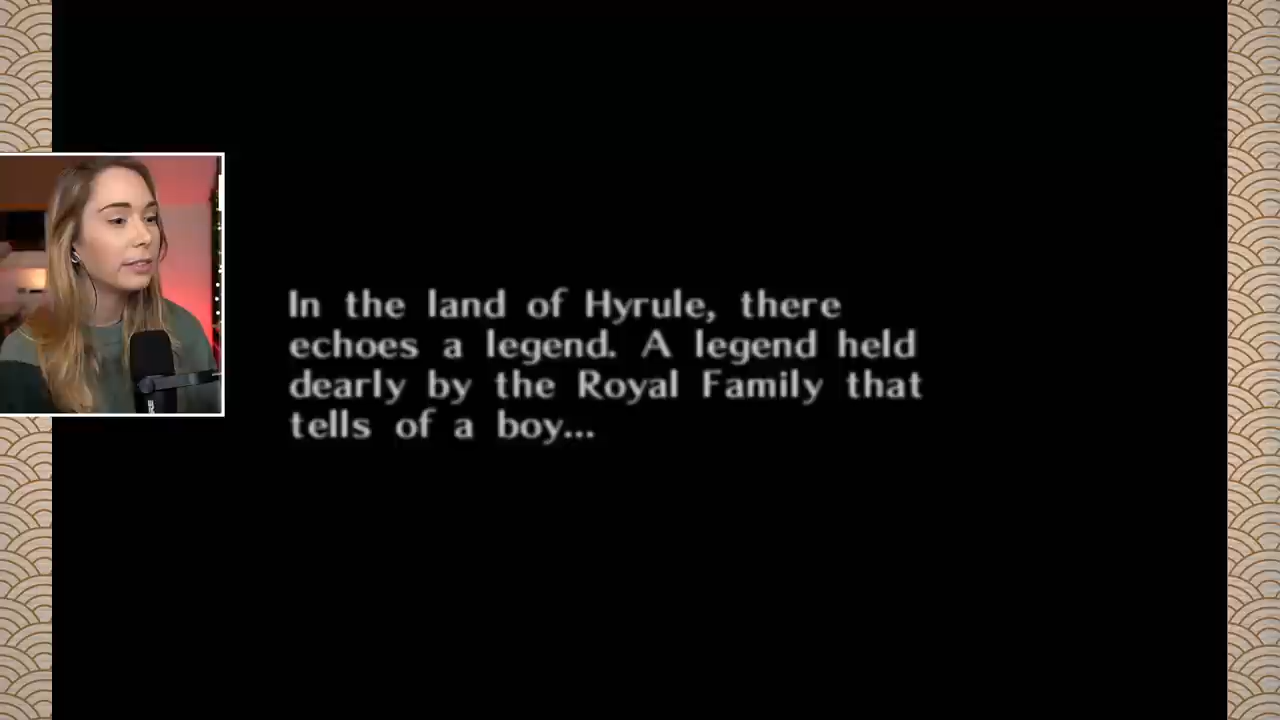 In the land of Hyrule, there
echoes a legend. A legend held
dearly by the Royal Family that
tells of a boy...